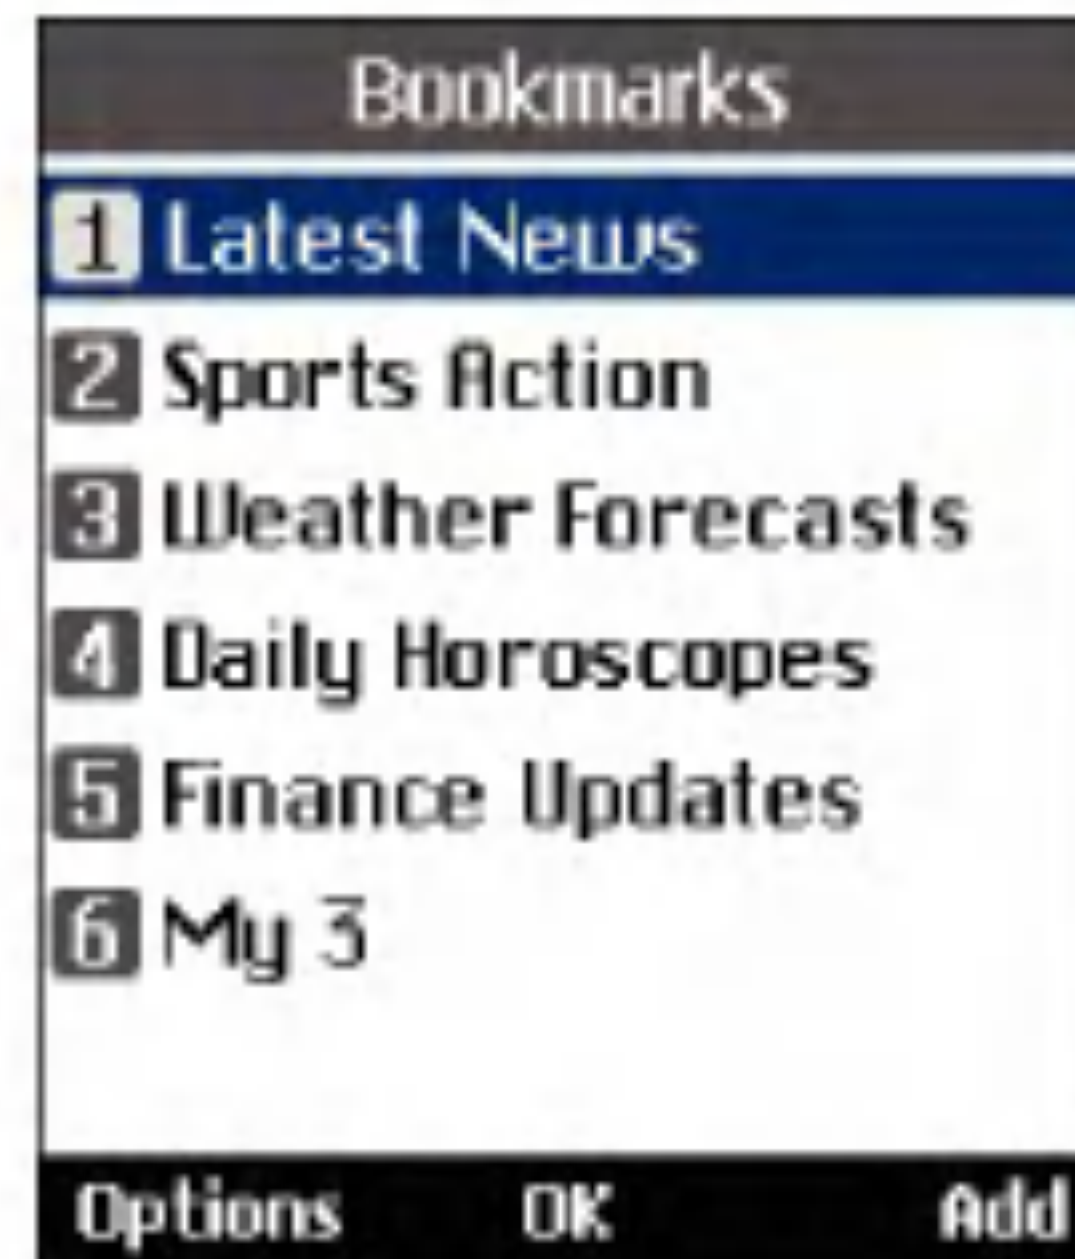 Bookmarks
1 Latest News
2 Sports Action
3 Weather Forecasts
4 Daily Horoscopes
5 Finance Updates
6 My 3
Options OK Add